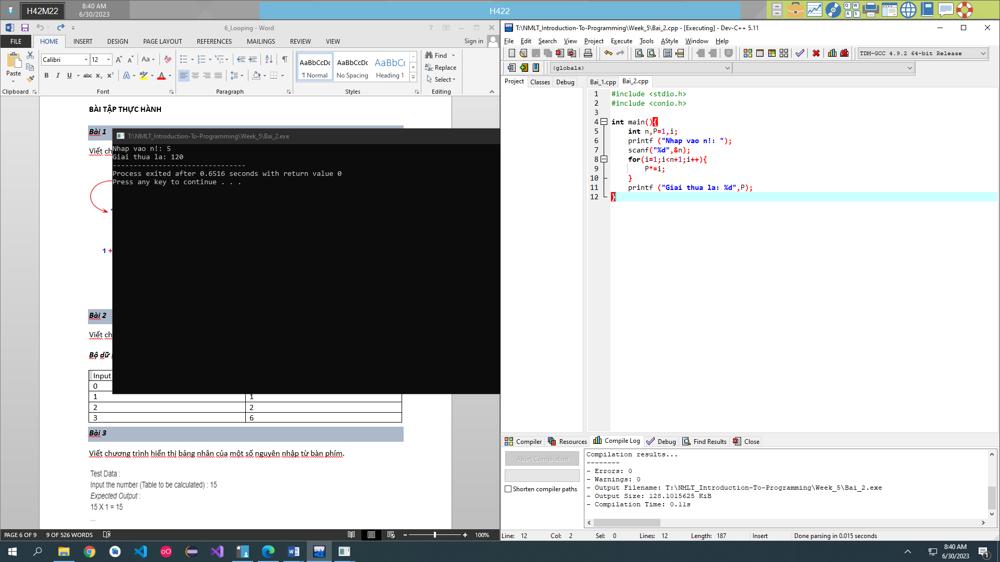 H42M22
8:40 AM
6/30/2023
H422
6_Looping - Word
FILE HOME INSERT DESIGN PAGE LAYOUT REFERENCES MAILINGS REVIEW VIEW Sign in
Paste
Calibri 12
Find
Replace
Select
AaBbCcDc AaBbCcDc AaBbCc
¶ Normal No Spacing Heading 1
Clipboard Font Paragraph Styles Editing
BÀI TẬP THỰC HÀNH
Bài 1
Viết ch
1 +
Bài 2
Viết ch
Bộ dữ
Input
0
1 1
2 2
3 6
Bài 3
Viết chương trình hiển thị bảng nhân của một số nguyên nhập từ bàn phím.
Test Data :
Input the number (Table to be calculated) : 15
Expected Output :
15 X 1 = 15
...
PAGE 6 OF 9 9 OF 526 WORDS 100%
T:\NMLT_Introduction-To-Programming\Week_5\Bai_2.exe
Nhap vao n!: 5
Giai thua la: 120
--------------------------------
Process exited after 0.6516 seconds with return value 0
Press any key to continue . . .
T:\NMLT_Introduction-To-Programming\Week_5\Bai_2.cpp - [Executing] - Dev-C++ 5.11
File Edit Search View Project Execute Tools AStyle Window Help
TDM-GCC 4.9.2 64-bit Release
(globals)
Project Classes Debug
Bai_1.cpp Bai_2.cpp
1 #include <stdio.h>
2 #include <conio.h>
3
4 int main(){
5 int n,P=1,i;
6 printf ("Nhap vao n!: ");
7 scanf("%d",&n);
8 for(i=1;i<n+1;i++){
9 P*=i;
10 }
11 printf ("Giai thua la: %d",P);
12 }
Compiler Resources Compile Log Debug Find Results Close
Abort Compilation
Shorten compiler paths
Compilation results...
--------
- Errors: 0
- Warnings: 0
- Output Filename: T:\NMLT_Introduction-To-Programming\Week_5\Bai_2.exe
- Output Size: 128.1015625 KiB
- Compilation Time: 0.11s
Line: 12 Col: 2 Sel: 0 Lines: 12 Length: 187 Insert Done parsing in 0.015 seconds
8:40 AM
6/30/2023
1